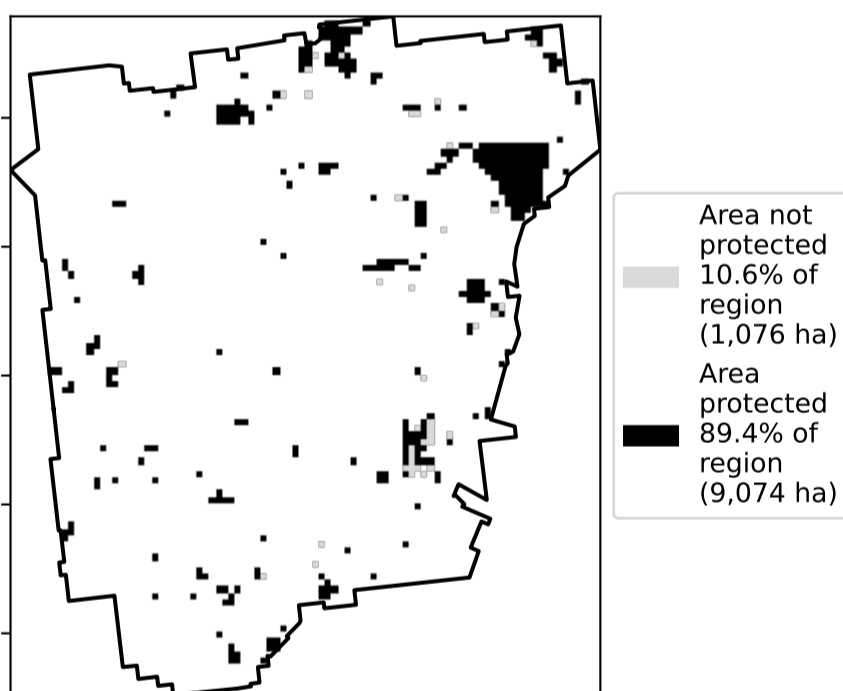 Area not
protected
10.6% of
region
(1,076 ha)
Area
protected
89.4% of
region
(9,074 ha)